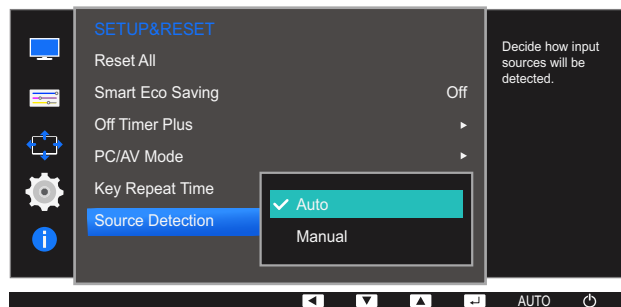 SETUP&RESET
Reset All
Smart Eco Saving Off
Off Timer Plus
PC/AV Mode
Key Repeat Time
Source Detection
Auto
Manual
Decide how input
sources will be
detected.
AUTO